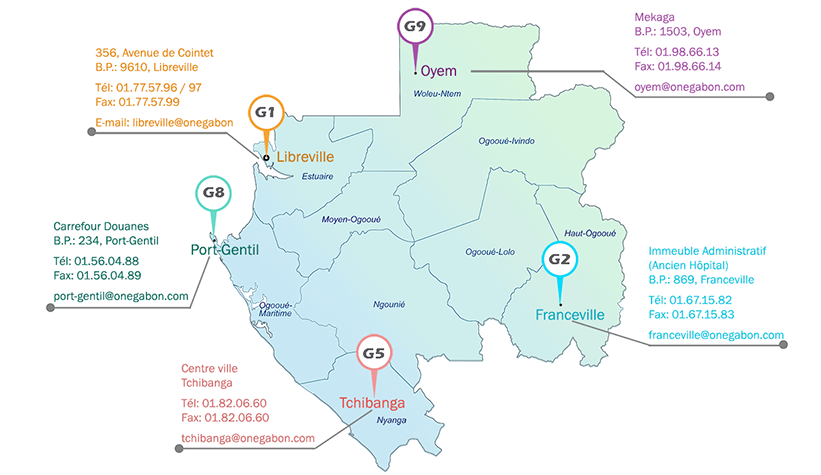 G9
Mekaga
B.P.: 1503, Oyem
Tél: 01.98.66.13
Fax: 01.98.66.14
oyem@onegabon.com
Oyem
Woleu-Ntem
356, Avenue de Cointet
B.P.: 9610, Libreville
Tél: 01.77.57.96 / 97
Fax: 01.77.57.99
E-mail: libreville@onegabon
G1
Libreville
Estuaire
Ogooué-Ivindo
G8
Port-Gentil
Moyen-Ogooué
Carrefour Douanes
B.P.: 234, Port-Gentil
Tél: 01.56.04.88
Fax: 01.56.04.89
port-gentil@onegabon.com
Haut-Ogooué
Ogooué-Lolo
G2
Franceville
Immeuble Administratif
(Ancien Hôpital)
B.P.: 869, Franceville
Tél: 01.67.15.82
Fax: 01.67.15.83
franceville@onegabon.com
Ogooué-
Maritime
Ngounié
G5
Tchibanga
Nyanga
Centre ville
Tchibanga
Tél: 01.82.06.60
Fax: 01.82.06.60
tchibanga@onegabon.com